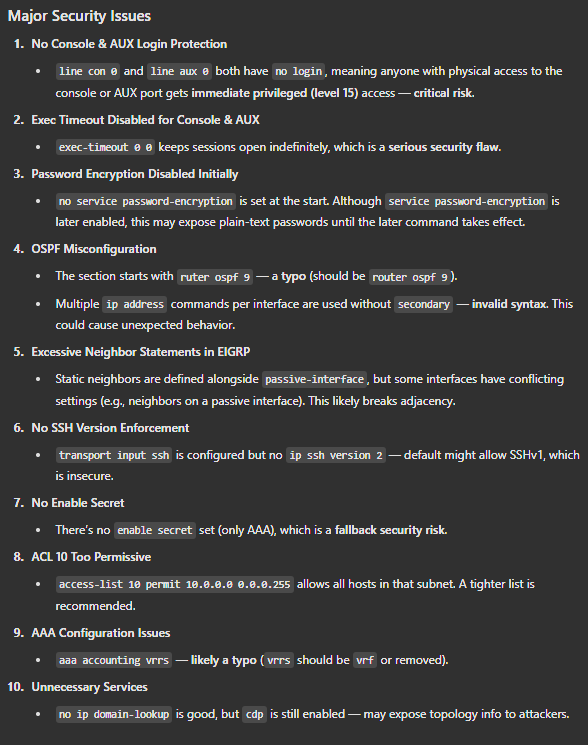 Major Security Issues
1. No Console & AUX Login Protection
• line con 0 and line aux 0 both have no login, meaning anyone with physical access to the
console or AUX port gets immediate privileged (level 15) access — critical risk.
2. Exec Timeout Disabled for Console & AUX
• exec-timeout 0 0 keeps sessions open indefinitely, which is a serious security flaw.
3. Password Encryption Disabled Initially
• no service password-encryption is set at the start. Although service password-encryption is
later enabled, this may expose plain-text passwords until the later command takes effect.
4. OSPF Misconfiguration
• The section starts with ruter ospf 9 — a typo (should be router ospf 9).
• Multiple ip address commands per interface are used without secondary — invalid syntax. This
could cause unexpected behavior.
5. Excessive Neighbor Statements in EIGRP
• Static neighbors are defined alongside passive-interface, but some interfaces have conflicting
settings (e.g., neighbors on a passive interface). This likely breaks adjacency.
6. No SSH Version Enforcement
• transport input ssh is configured but no ip ssh version 2 — default might allow SSHv1, which
is insecure.
7. No Enable Secret
• There's no enable secret set (only AAA), which is a fallback security risk.
8. ACL 10 Too Permissive
• access-list 10 permit 10.0.0.0 0.0.0.255 allows all hosts in that subnet. A tighter list is
recommended.
9. AAA Configuration Issues
• aaa accounting vrrs — likely a typo (vrrs should be vrf or removed).
10. Unnecessary Services
• no ip domain-lookup is good, but cdp is still enabled — may expose topology info to attackers.